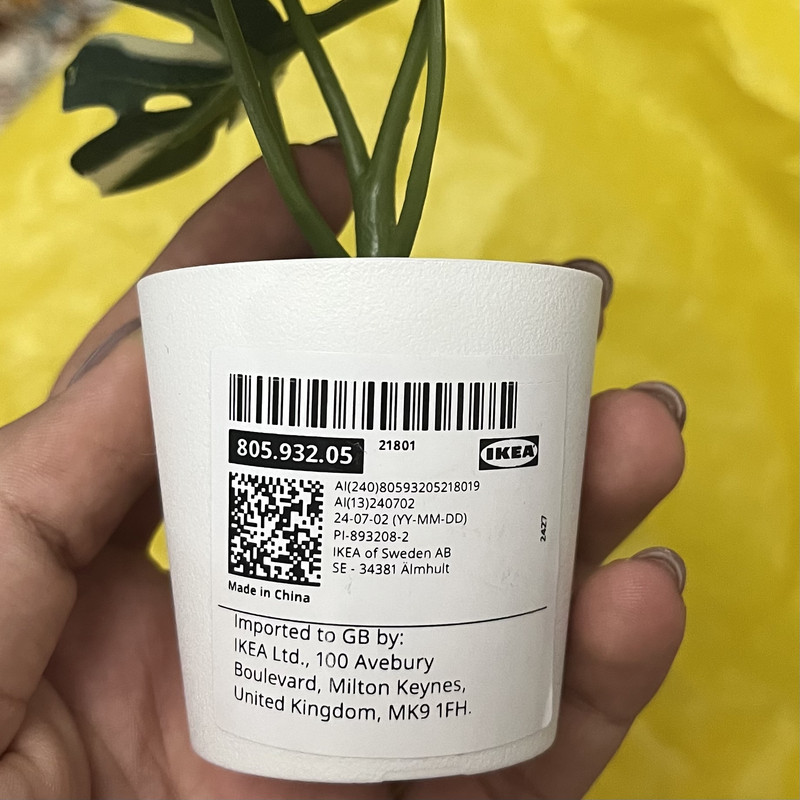 805.932.05
21801
IKEA
AI(240)80593205218019
AI(13)240702
24-07-02 (YY-MM-DD)
PI-893208-2
IKEA of Sweden AB
SE - 34381 Älmhult
2427
Made in China
Imported to GB by:
IKEA Ltd., 100 Avebury
Boulevard, Milton Keynes,
United Kingdom, MK9 1FH.